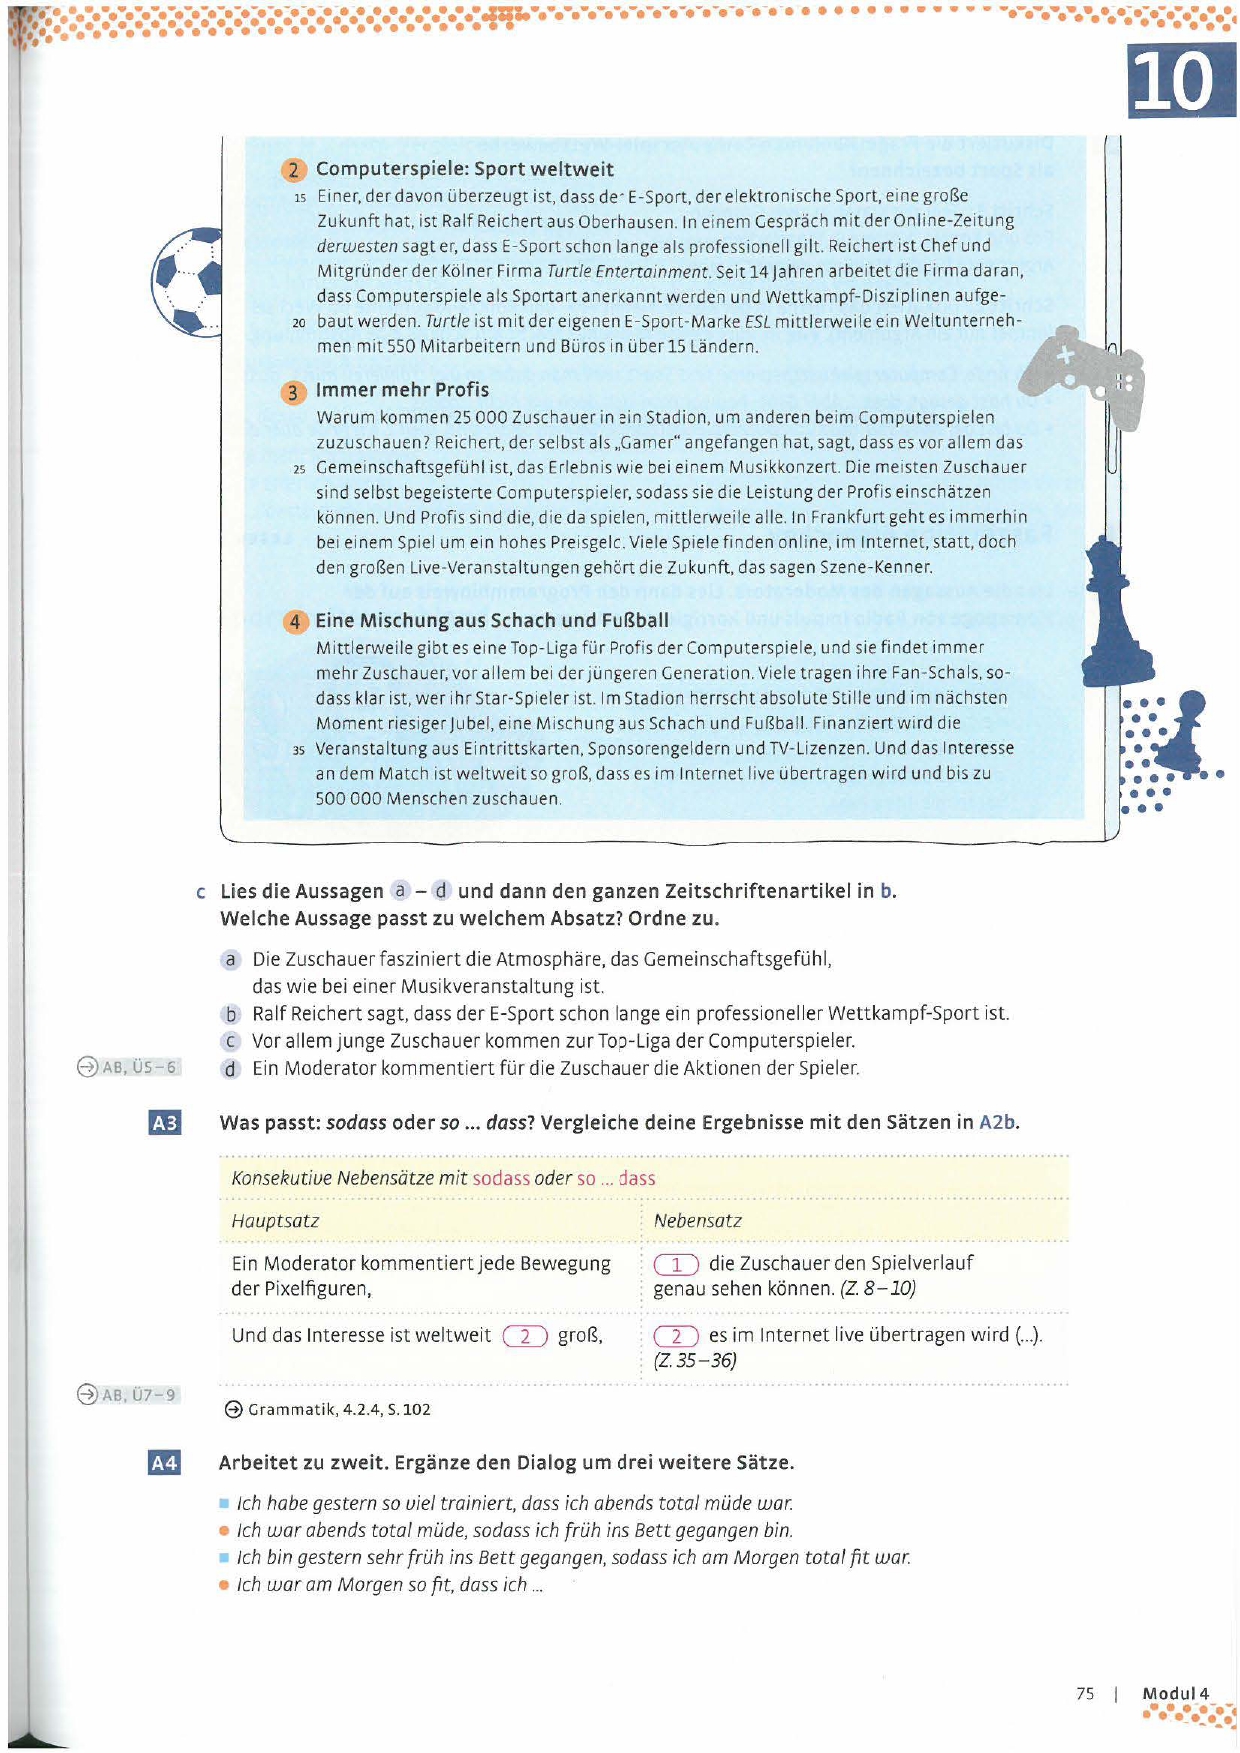 10
2 Computerspiele: Sport weltweit
15 Einer, der davon überzeugt ist, dass de E-Sport, der elektronische Sport, eine große
Zukunft hat, ist Ralf Reichert aus Oberhausen. In einem Gespräch mit der Online-Zeitung
derwesten sagt er, dass E-Sport schon lange als professionell gilt. Reichert ist Chef und
Mitgründer der Kölner Firma Turtle Entertainment. Seit 14 Jahren arbeitet die Firma daran,
dass Computerspiele als Sportart anerkannt werden und Wettkampf-Disziplinen aufge-
20 baut werden. Turtle ist mit der eigenen E-Sport-Marke ESL mittlerweile ein Weltunterneh-
men mit 550 Mitarbeitern und Büros in über 15 Ländern.
3 Immer mehr Profis
Warum kommen 25 000 Zuschauer in ein Stadion, um anderen beim Computerspielen
zuzuschauen? Reichert, der selbst als „Gamer“ angefangen hat, sagt, dass es vor allem das
25 Gemeinschaftsgefühl ist, das Erlebnis wie bei einem Musikkonzert. Die meisten Zuschauer
sind selbst begeisterte Computerspieler, sodass sie die Leistung der Profis einschätzen
können. Und Profis sind die, die da spielen, mittlerweile alle. In Frankfurt geht es immerhin
bei einem Spiel um ein hohes Preisgeld. Viele Spiele finden online, im Internet, statt, doch
den großen Live-Veranstaltungen gehört die Zukunft, das sagen Szene-Kenner.
4 Eine Mischung aus Schach und Fußball
Mittlerweile gibt es eine Top-Liga für Profis der Computerspiele, und sie findet immer
mehr Zuschauer, vor allem bei der jüngeren Generation. Viele tragen ihre Fan-Schals, so-
dass klar ist, wer ihr Star-Spieler ist. Im Stadion herrscht absolute Stille und im nächsten
Moment riesiger Jubel, eine Mischung aus Schach und Fußball. Finanziert wird die
35 Veranstaltung aus Eintrittskarten, Sponsorengeldern und TV-Lizenzen. Und das Interesse
an dem Match ist weltweit so groß, dass es im Internet live übertragen wird und bis zu
500 000 Menschen zuschauen.
c Lies die Aussagen a – d und dann den ganzen Zeitschriftenartikel in b.
Welche Aussage passt zu welchem Absatz? Ordne zu.
a Die Zuschauer fasziniert die Atmosphäre, das Gemeinschaftsgefühl,
das wie bei einer Musikveranstaltung ist.
b Ralf Reichert sagt, dass der E-Sport schon lange ein professioneller Wettkampf-Sport ist.
c Vor allem junge Zuschauer kommen zur Top-Liga der Computerspieler.
AB, Ü5–6 d Ein Moderator kommentiert für die Zuschauer die Aktionen der Spieler.
A3 Was passt: sodass oder so ... dass? Vergleiche deine Ergebnisse mit den Sätzen in A2b.
Konsekutive Nebensätze mit sodass oder so ... dass
Hauptsatz Nebensatz
Ein Moderator kommentiert jede Bewegung 1 die Zuschauer den Spielverlauf
der Pixelfiguren, genau sehen können. (Z. 8–10)
Und das Interesse ist weltweit 2 groß, 2 es im Internet live übertragen wird (...).
(Z. 35–36)
AB, Ü7–9
Grammatik, 4.2.4, S. 102
A4 Arbeitet zu zweit. Ergänze den Dialog um drei weitere Sätze.
Ich habe gestern so viel trainiert, dass ich abends total müde war.
Ich war abends total müde, sodass ich früh ins Bett gegangen bin.
Ich bin gestern sehr früh ins Bett gegangen, sodass ich am Morgen total fit war.
Ich war am Morgen so fit, dass ich ...
75 | Modul 4